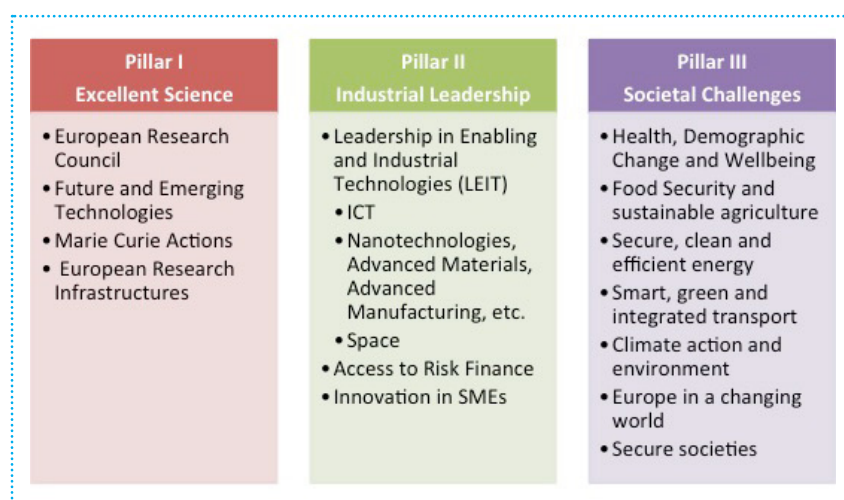 Pillar I
Excellent Science
• European Research
Council
• Future and Emerging
Technologies
• Marie Curie Actions
• European Research
Infrastructures
Pillar II
Industrial Leadership
• Leadership in Enabling
and Industrial
Technologies (LEIT)
• ICT
• Nanotechnologies,
Advanced Materials,
Advanced
Manufacturing, etc.
• Space
• Access to Risk Finance
• Innovation in SMEs
Pillar III
Societal Challenges
• Health, Demographic
Change and Wellbeing
• Food Security and
sustainable agriculture
• Secure, clean and
efficient energy
• Smart, green and
integrated transport
• Climate action and
environment
• Europe in a changing
world
• Secure societies